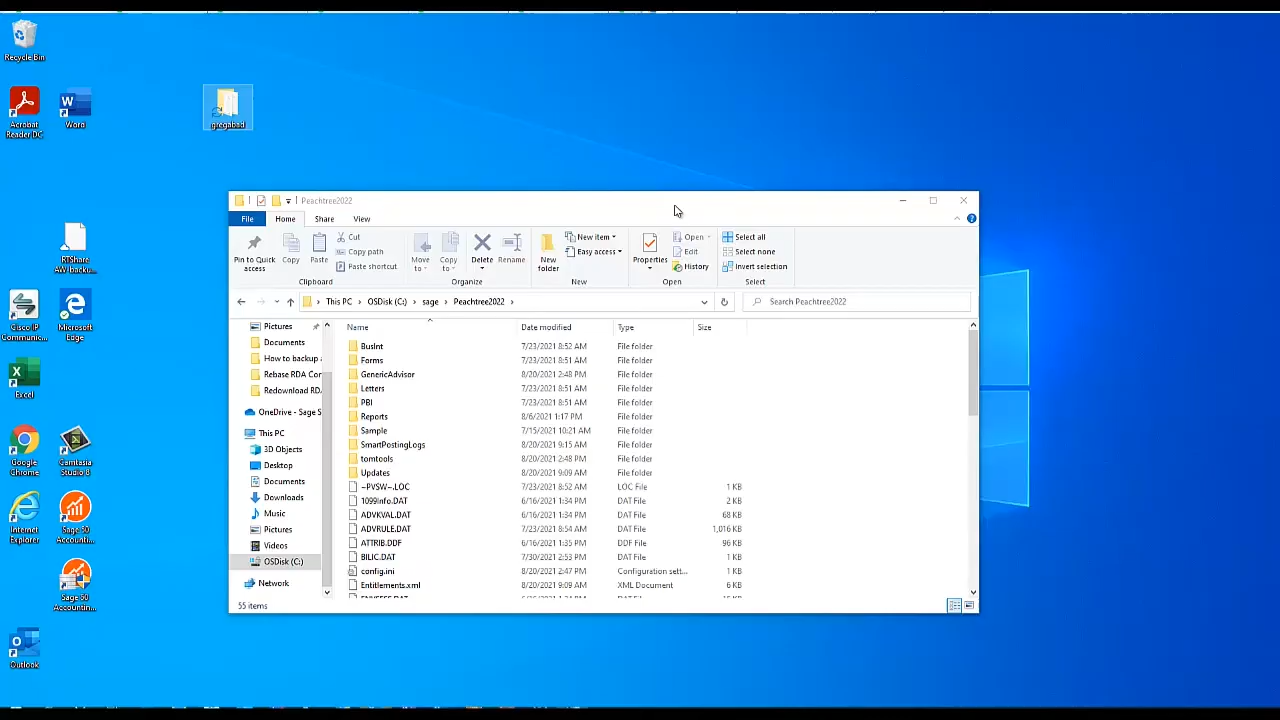 Recycle Bin
Acrobat
Reader DC
Word
gregabad
RTShare
AW-backu...
Cisco IP
Communic...
Microsoft
Edge
Excel
Google
Chrome
Camtasia
Studio 8
Internet
Explorer
Sage 50
Accountin...
Sage 50
Accountin...
Outlook
Peachtree2022
File Home Share View
Pin to Quick
access
Copy
Paste
Cut
Copy path
Paste shortcut
Clipboard
Move
to
Copy
to
Delete
Rename
Organize
New
folder
New item
Easy access
New
Properties
Open
Edit
History
Open
Select all
Select none
Invert selection
Select
This PC > OSDisk (C:) > sage > Peachtree2022 >
Search Peachtree2022
Pictures
Documents
How to backup
Rebase RDA Cor
Redownload RD
OneDrive - Sage S
This PC
3D Objects
Desktop
Documents
Downloads
Music
Pictures
Videos
OSDisk (C:)
Network
Name Date modified Type Size
BusInt 7/23/2021 8:52 AM File folder
Forms 7/23/2021 8:51 AM File folder
GenericAdvisor 8/20/2021 2:48 PM File folder
Letters 7/23/2021 8:51 AM File folder
PBI 7/23/2021 8:51 AM File folder
Reports 8/6/2021 1:17 PM File folder
Sample 7/15/2021 10:21 AM File folder
SmartPostingLogs 8/20/2021 9:15 AM File folder
tomtools 8/20/2021 2:48 PM File folder
Updates 8/20/2021 9:09 AM File folder
~PVSW~.LOC 7/23/2021 8:52 AM LOC File 1 KB
1099Info.DAT 6/16/2021 1:34 PM DAT File 2 KB
ADVKVAL.DAT 6/16/2021 1:34 PM DAT File 68 KB
ADVRULE.DAT 7/23/2021 8:54 AM DAT File 1,016 KB
ATTRIB.DDF 6/16/2021 1:35 PM DDF File 96 KB
BILIC.DAT 7/30/2021 2:53 PM DAT File 1 KB
config.ini 8/20/2021 2:47 PM Configuration sett... 1 KB
Entitlements.xml 8/20/2021 9:09 AM XML Document 6 KB
55 items